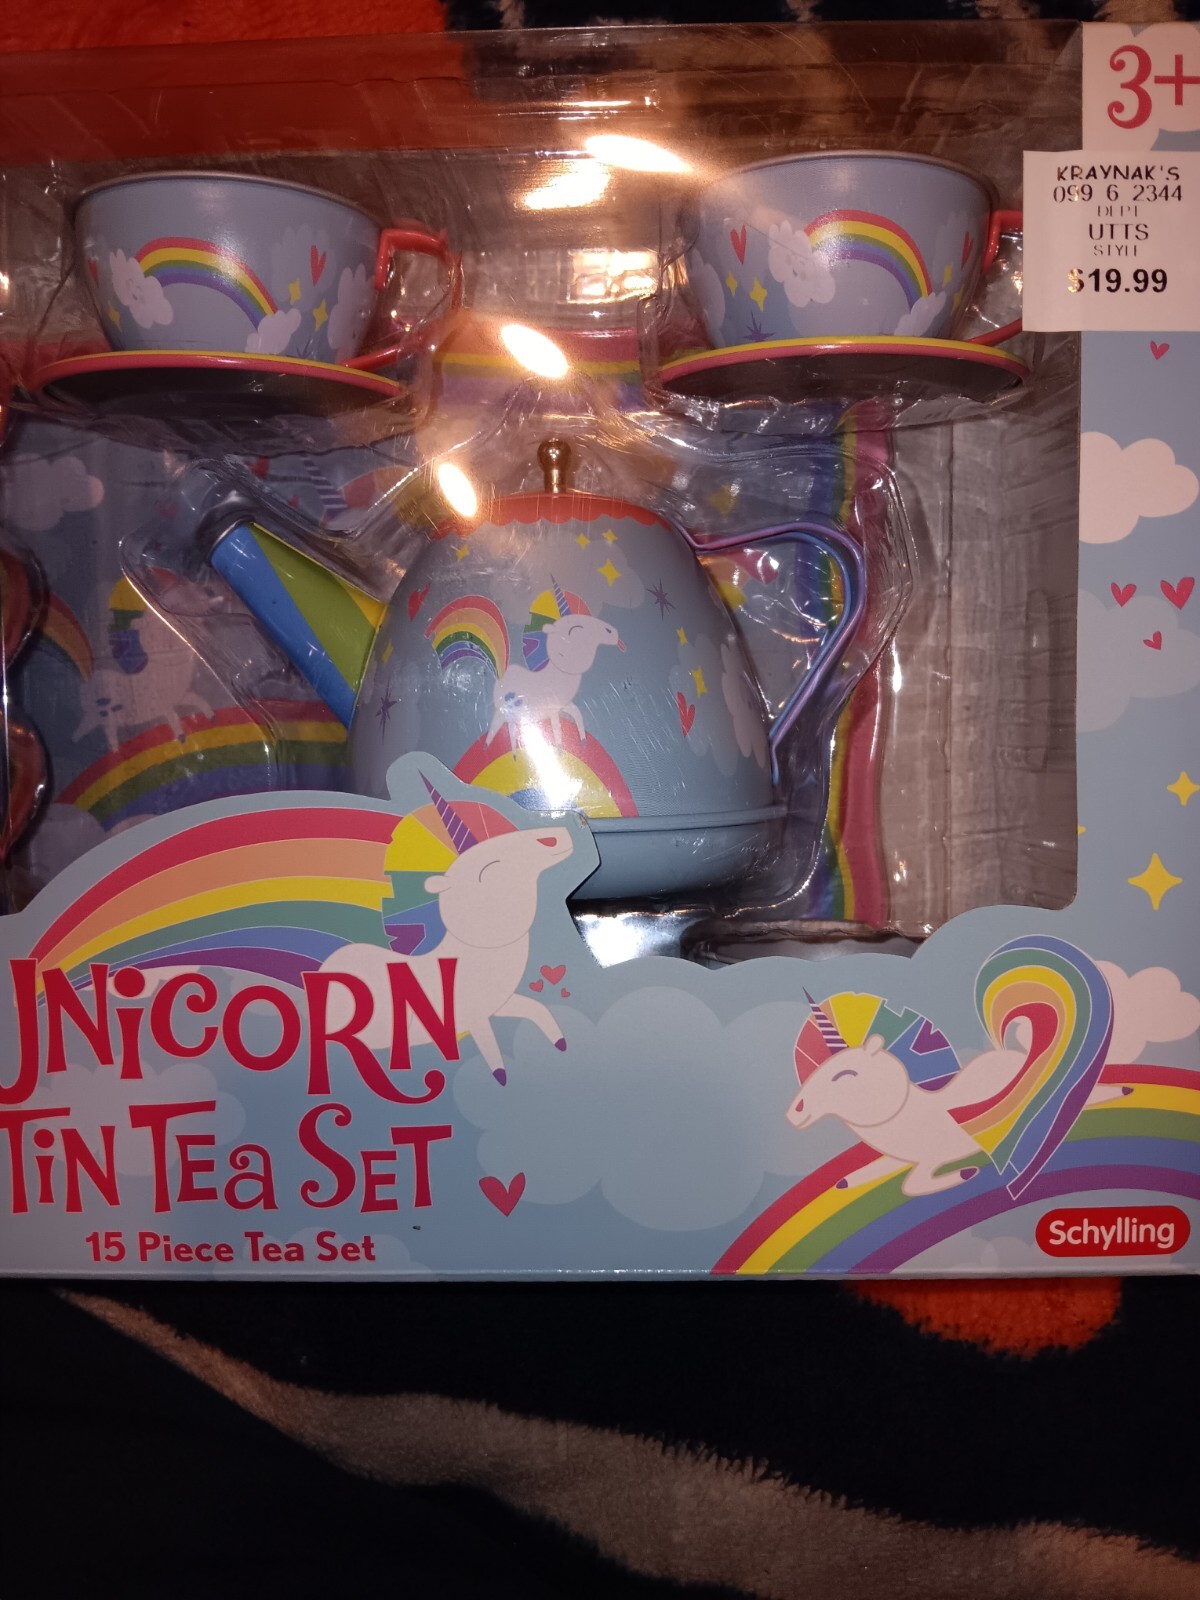 3+
KRAYNAK'S
099 6 2344
DEPT
UTTS
STYLE
$19.99
UNiCORN
TiN TEa SET
15 Piece Tea Set
Schylling